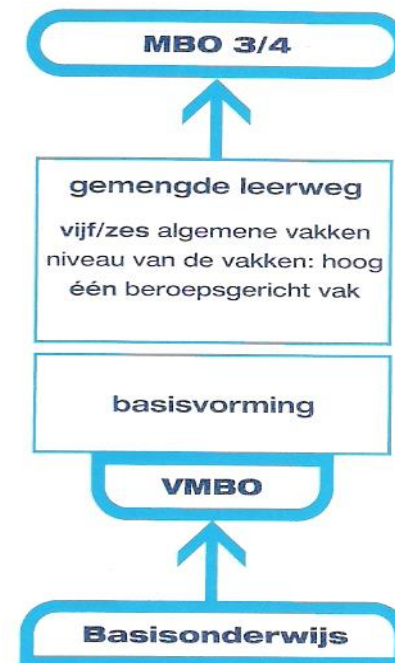 MBO 3/4
gemengde leerweg
vijf/zes algemene vakken
niveau van de vakken: hoog
één beroepsgericht vak
basisvorming
VMBO
Basisonderwijs